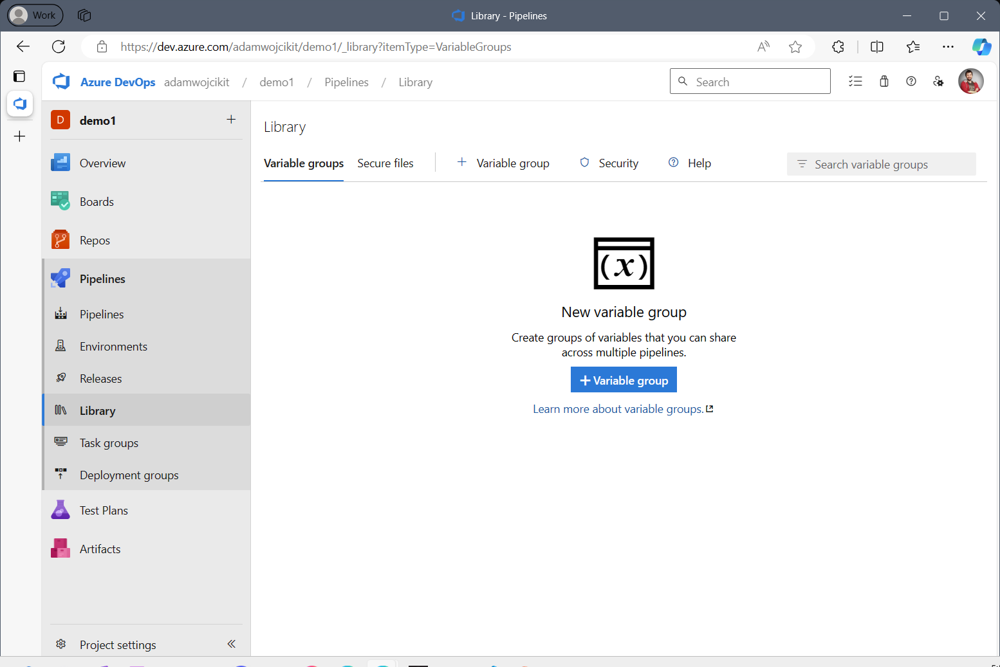 Work
Library - Pipelines
https://dev.azure.com/adamwojcikit/demo1/_library?itemType=VariableGroups
Azure DevOps adamwojcikit / demo1 / Pipelines / Library
Search
D demo1
Overview
Boards
Repos
Pipelines
Pipelines
Environments
Releases
Library
Task groups
Deployment groups
Test Plans
Artifacts
Project settings
Library
Variable groups Secure files Variable group Security Help
Search variable groups
(x)
New variable group
Create groups of variables that you can share
across multiple pipelines.
+ Variable group
Learn more about variable groups.